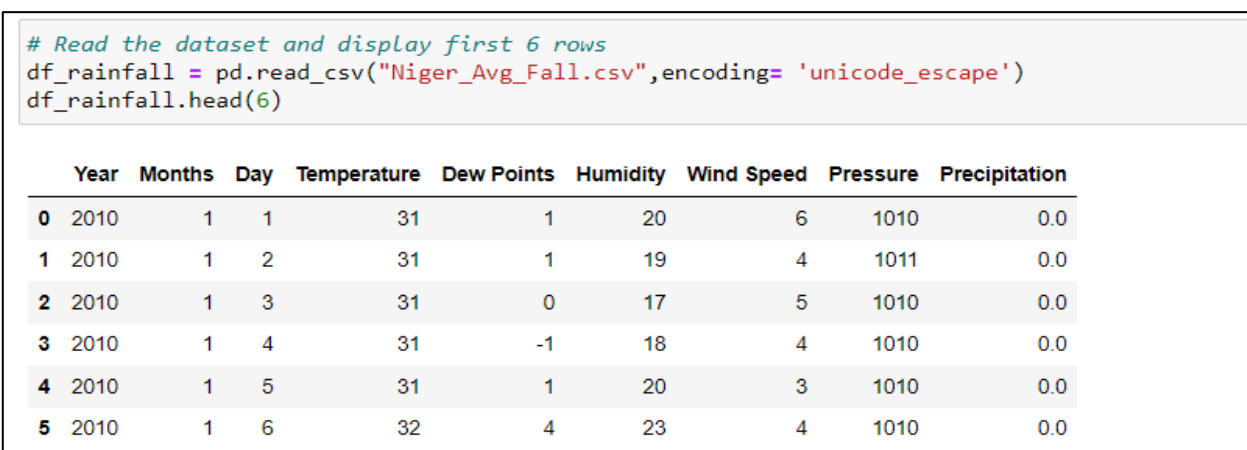 # Read the dataset and display first 6 rows
df_rainfall = pd.read_csv("Niger_Avg_Fall.csv",encoding= 'unicode_escape')
df_rainfall.head(6)
Year Months Day Temperature Dew Points Humidity Wind Speed Pressure Precipitation
0 2010 1 1 31 1 20 6 1010 0.0
1 2010 1 2 31 1 19 4 1011 0.0
2 2010 1 3 31 0 17 5 1010 0.0
3 2010 1 4 31 -1 18 4 1010 0.0
4 2010 1 5 31 1 20 3 1010 0.0
5 2010 1 6 32 4 23 4 1010 0.0